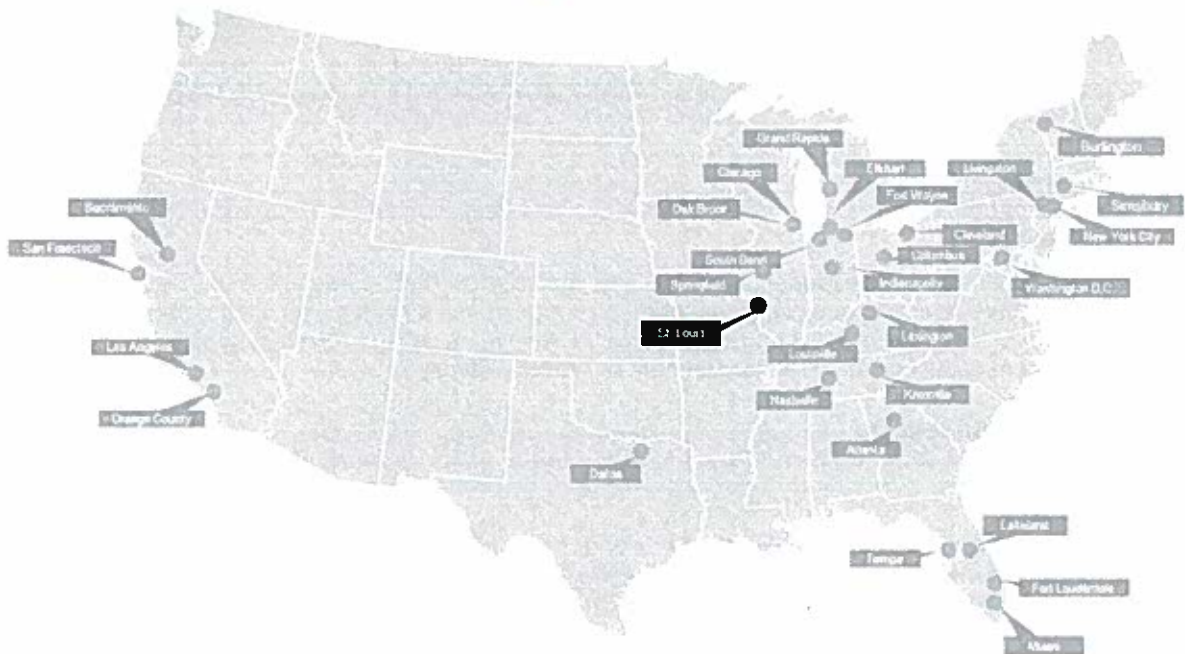 Grand Rapids
Burlington
Chicago
Elkhart
Livingston
Fort Wayne
Oak Brook
Simsbury
Sacramento
Cleveland
New York City
San Francisco
South Bend
Columbus
Springfield
Indianapolis
Washington D.C.
St Louis
Lexington
Los Angeles
Louisville
Nashville
Knoxville
Orange County
Atlanta
Dallas
Lakeland
Tampa
Fort Lauderdale
Miami